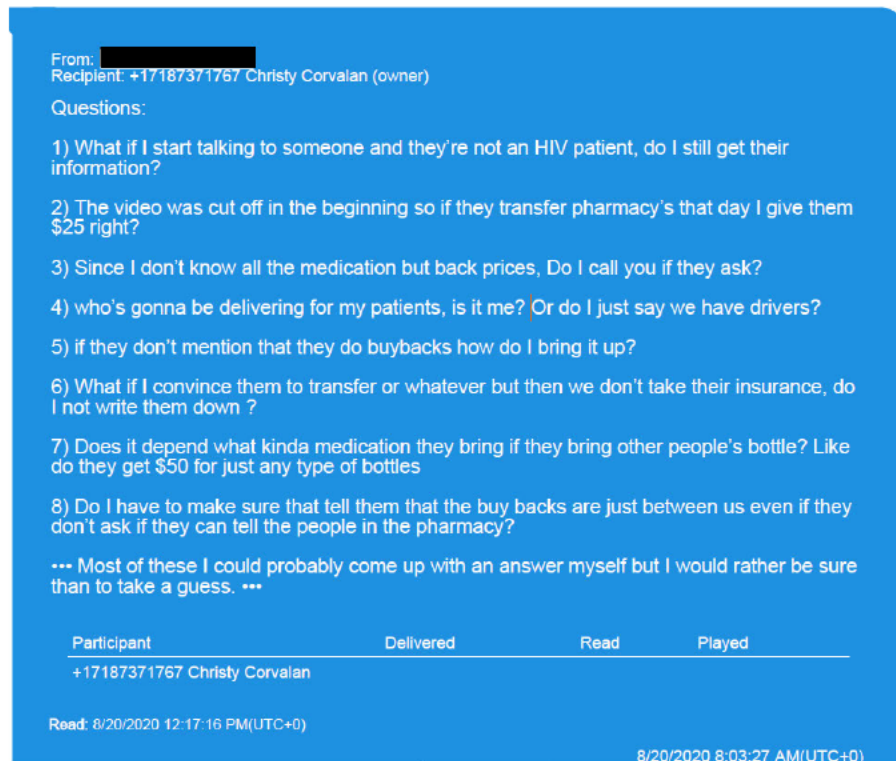 From:
Recipient: +17187371767 Christy Corvalan (owner)
Questions:
1) What if I start talking to someone and they're not an HIV patient, do I still get their
information?
2) The video was cut off in the beginning so if they transfer pharmacy's that day I give them
$25 right?
3) Since I don't know all the medication but back prices, Do I call you if they ask?
4) who's gonna be delivering for my patients, is it me? Or do I just say we have drivers?
5) if they don't mention that they do buybacks how do I bring it up?
6) What if I convince them to transfer or whatever but then we don't take their insurance, do
I not write them down ?
7) Does it depend what kinda medication they bring if they bring other people's bottle? Like
do they get $50 for just any type of bottles
8) Do I have to make sure that tell them that the buy backs are just between us even if they
don't ask if they can tell the people in the pharmacy?
••• Most of these I could probably come up with an answer myself but I would rather be sure
than to take a guess. •••
Participant Delivered Read Played
+17187371767 Christy Corvalan
Read: 8/20/2020 12:17:16 PM(UTC+0)
8/20/2020 8:03:27 AM(UTC+0)